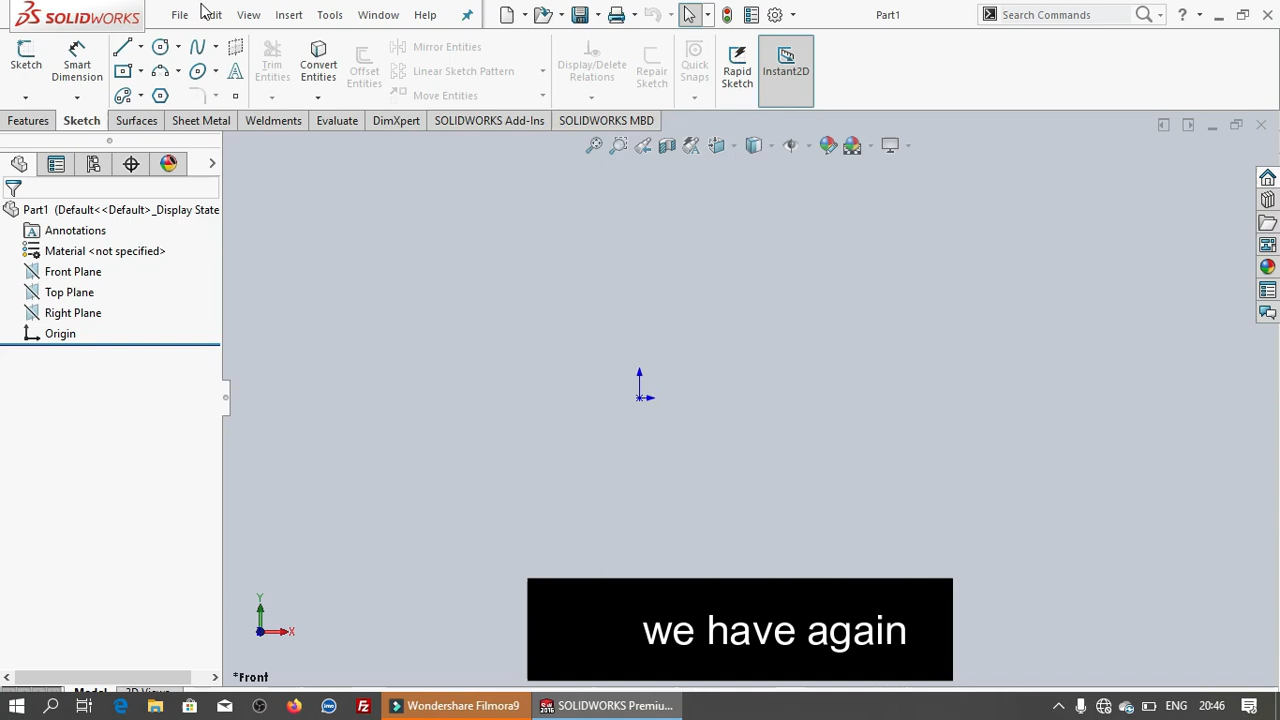 SOLIDWORKS File Edit View Insert Tools Window Help Part1 Search Commands ?
Sketch Smart Dimension Trim Entities Convert Entities Offset Entities Mirror Entities Linear Sketch Pattern Move Entities Display/Delete Relations Repair Sketch Quick Snaps Rapid Sketch Instant2D
Features Sketch Surfaces Sheet Metal Weldments Evaluate DimXpert SOLIDWORKS Add-Ins SOLIDWORKS MBD
Part1 (Default<<Default>_Display State
Annotations
Material <not specified>
Front Plane
Top Plane
Right Plane
Origin
Y
X
we have again
*Front
Model 3D Views
Wondershare Filmora9 SOLIDWORKS Premiu... ENG 20:46